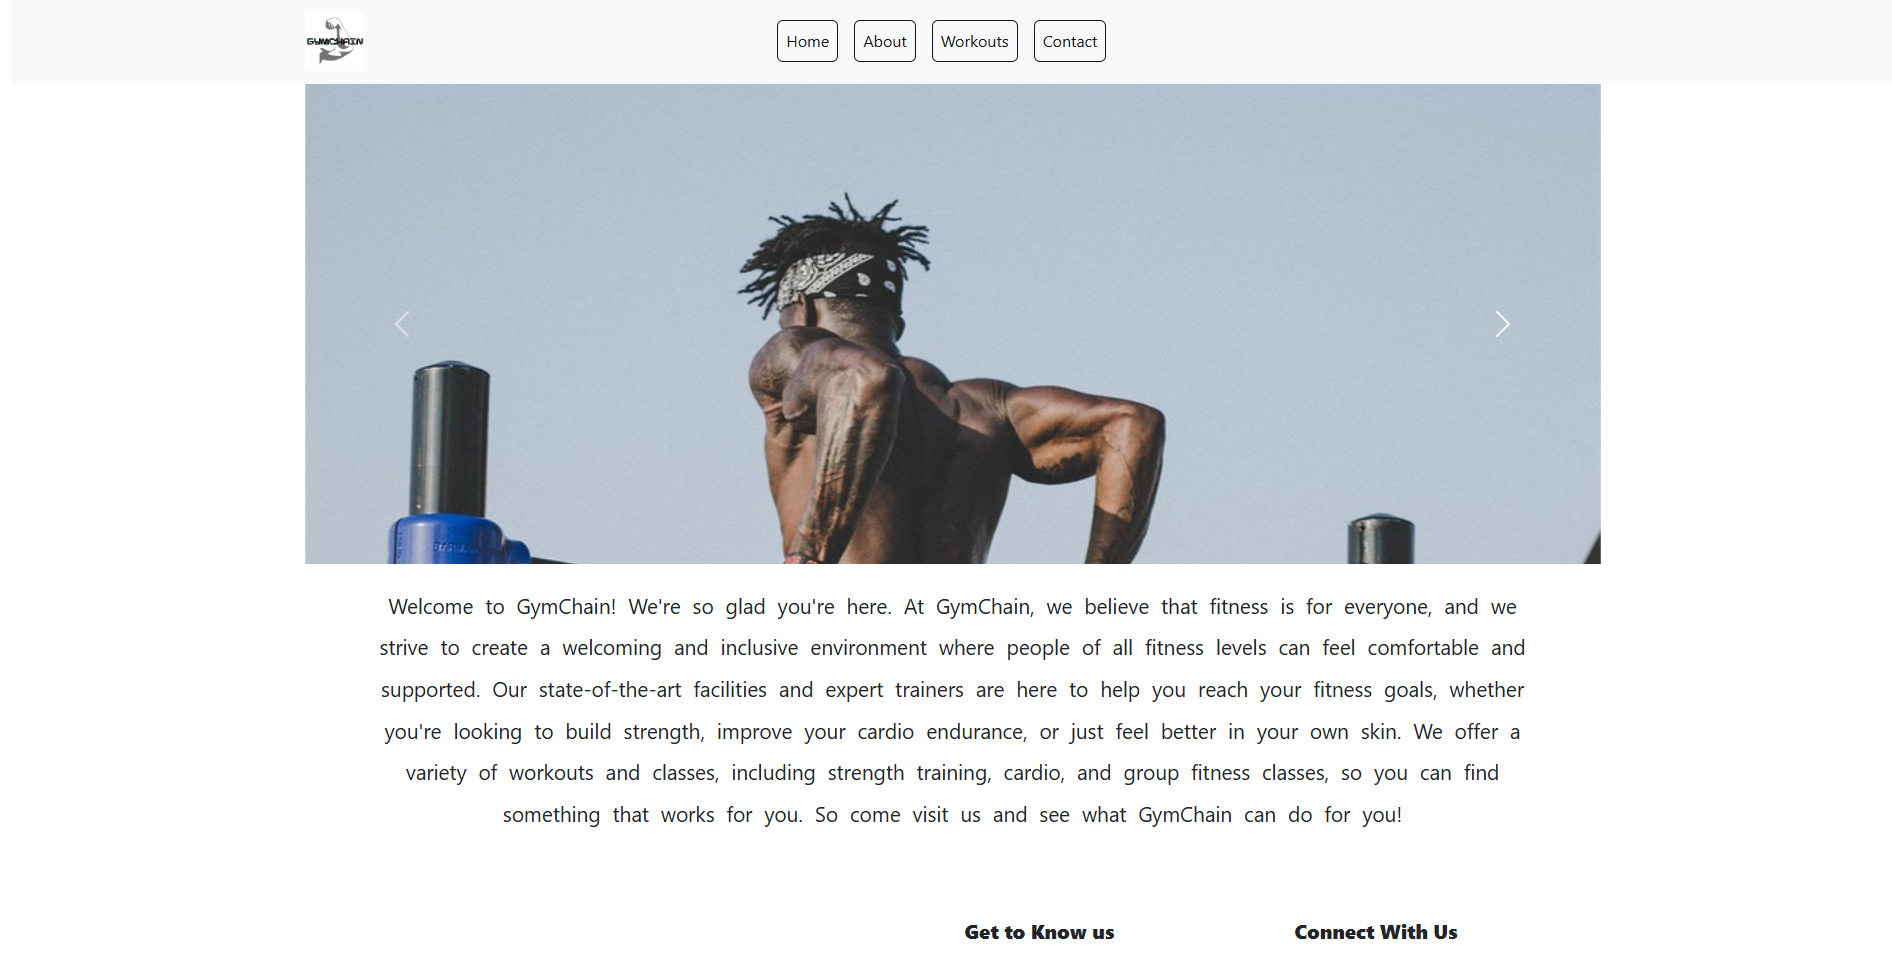 GYMCHAIN
Home About Workouts Contact
Welcome to GymChain! We're so glad you're here. At GymChain, we believe that fitness is for everyone, and we
strive to create a welcoming and inclusive environment where people of all fitness levels can feel comfortable and
supported. Our state-of-the-art facilities and expert trainers are here to help you reach your fitness goals, whether
you're looking to build strength, improve your cardio endurance, or just feel better in your own skin. We offer a
variety of workouts and classes, including strength training, cardio, and group fitness classes, so you can find
something that works for you. So come visit us and see what GymChain can do for you!
Get to Know us Connect With Us